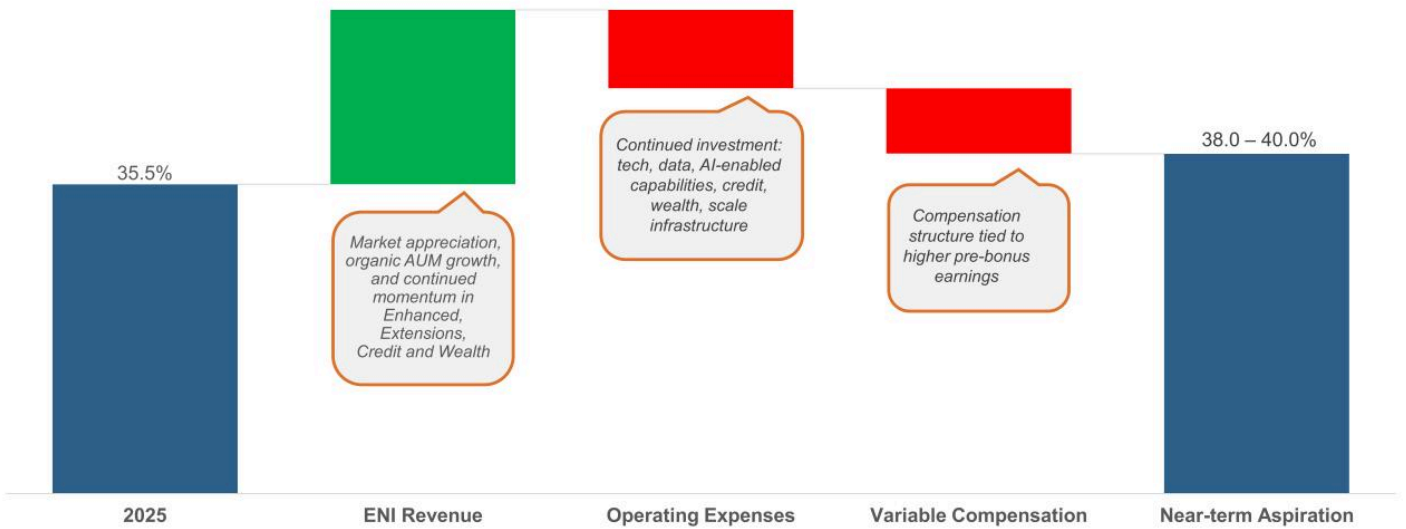 35.5%
Market appreciation,
organic AUM growth,
and continued
momentum in
Enhanced,
Extensions,
Credit and Wealth
Continued investment:
tech, data, AI-enabled
capabilities, credit,
wealth, scale
infrastructure
Compensation
structure tied to
higher pre-bonus
earnings
38.0 – 40.0%
2025
ENI Revenue
Operating Expenses
Variable Compensation
Near-term Aspiration